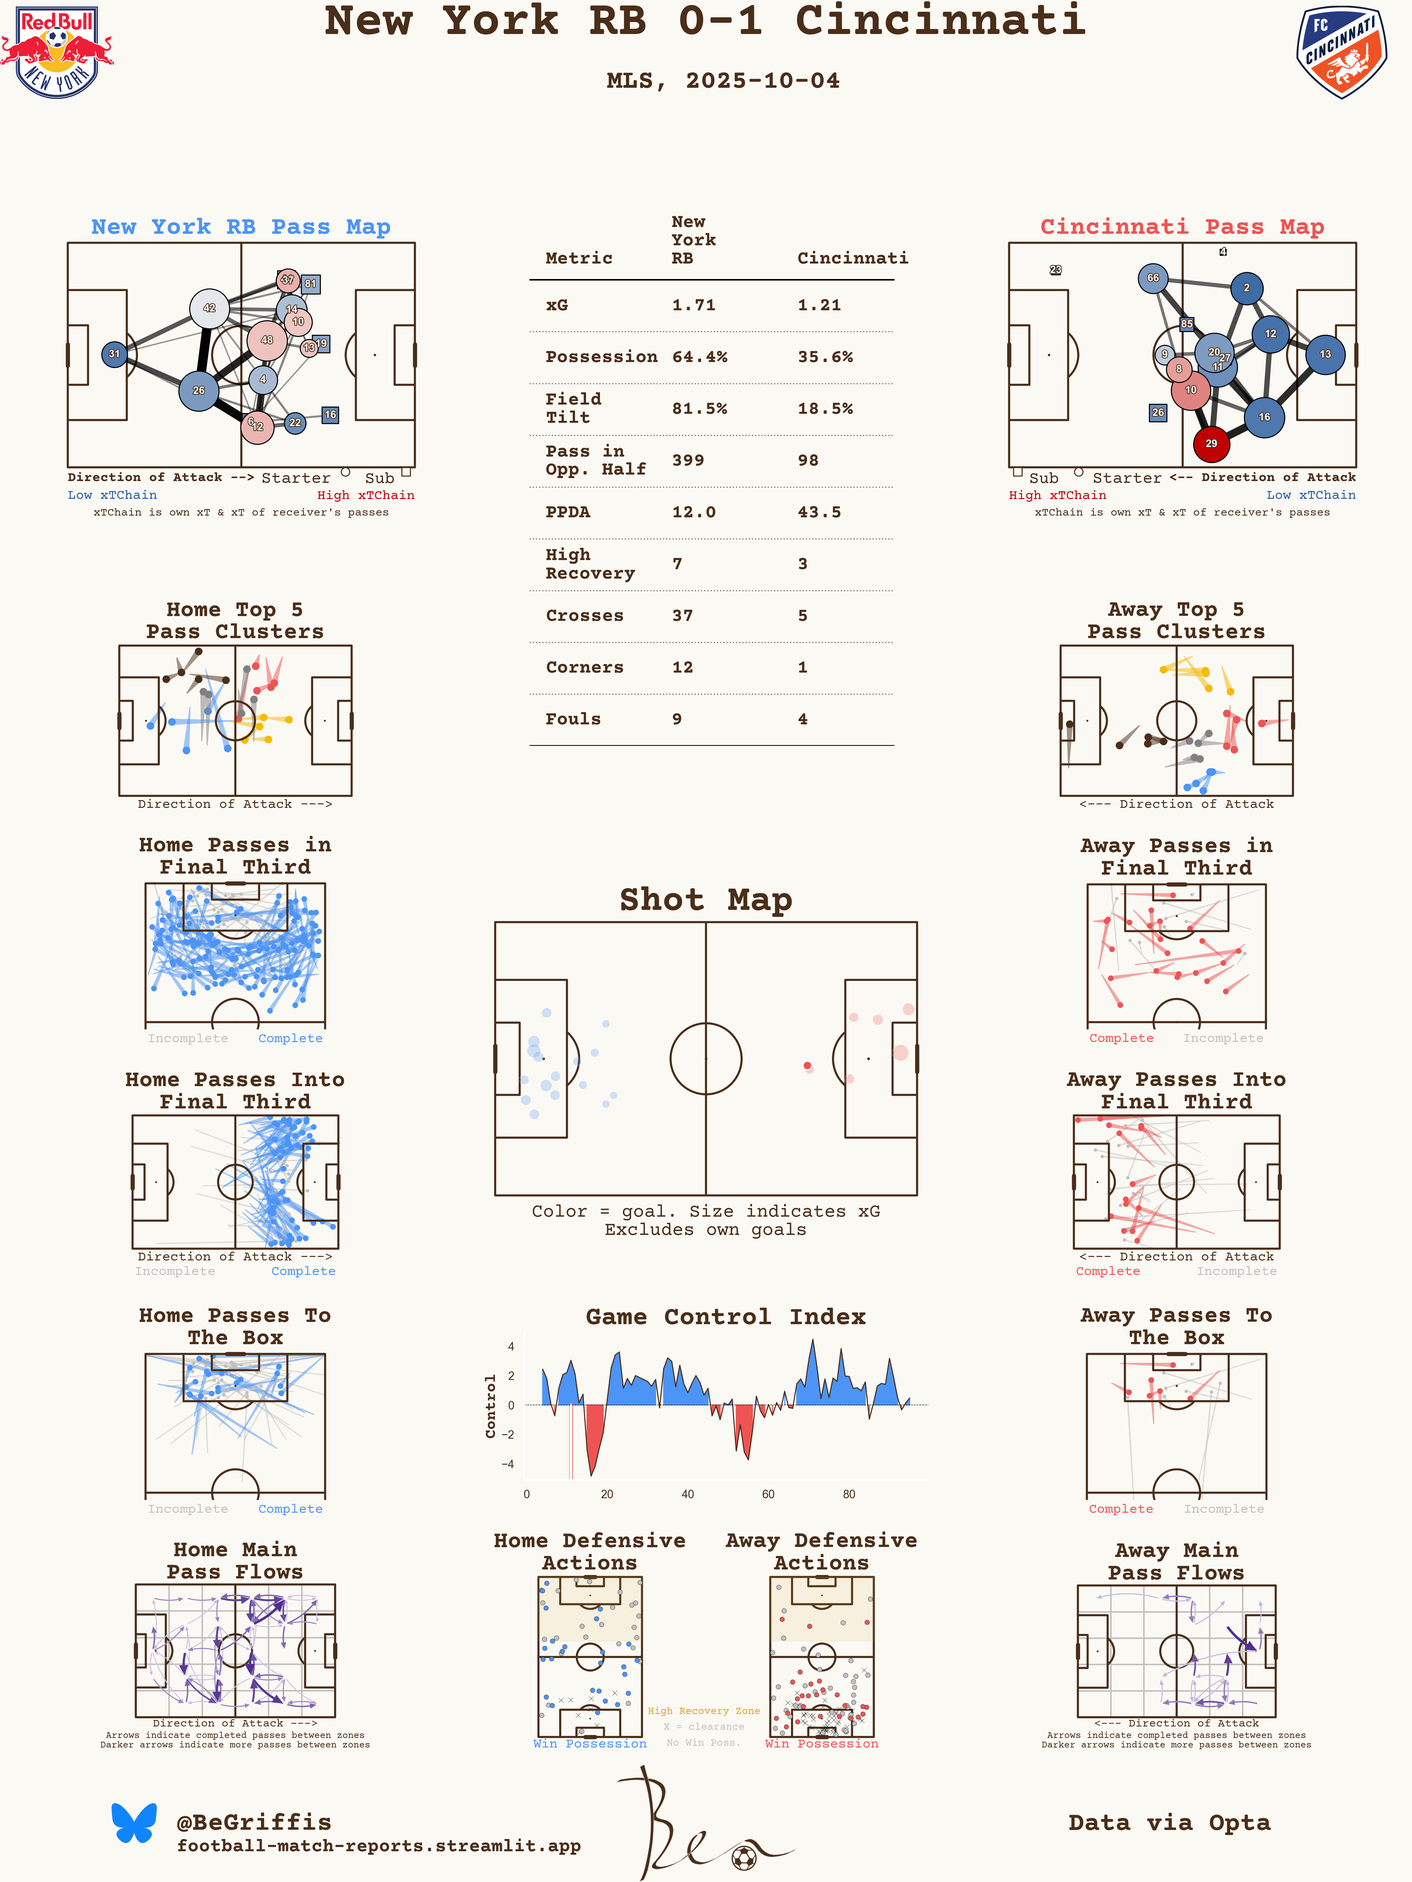 New York RB 0-1 Cincinnati
MLS, 2025-10-04
Red Bull
NEW YORK
FC
CINCINNATI
New York RB Pass Map
37
81
42
14
10
48
13
19
31
4
26
6
12
22
16
Direction of Attack --> Starter Sub
Low xTChain High xTChain
xTChain is own xT & xT of receiver's passes
Metric New York RB Cincinnati
xG 1.71 1.21
Possession 64.4% 35.6%
Field Tilt 81.5% 18.5%
Pass in Opp. Half 399 98
PPDA 12.0 43.5
High Recovery 7 3
Crosses 37 5
Corners 12 1
Fouls 9 4
Cincinnati Pass Map
4
23
66
2
85
12
9
20
27
13
8
11
10
26
16
29
Sub Starter <-- Direction of Attack
High xTChain Low xTChain
xTChain is own xT & xT of receiver's passes
Home Top 5
Pass Clusters
Direction of Attack --->
Away Top 5
Pass Clusters
<--- Direction of Attack
Home Passes in
Final Third
Incomplete Complete
Shot Map
Color = goal. Size indicates xG
Excludes own goals
Away Passes in
Final Third
Complete Incomplete
Home Passes Into
Final Third
Direction of Attack --->
Incomplete Complete
Away Passes Into
Final Third
<--- Direction of Attack
Complete Incomplete
Home Passes To
The Box
Incomplete Complete
Game Control Index
Control
4
2
0
−2
−4
0 20 40 60 80
Away Passes To
The Box
Complete Incomplete
Home Main
Pass Flows
Direction of Attack --->
Arrows indicate completed passes between zones
Darker arrows indicate more passes between zones
Home Defensive
Actions
Win Possession
High Recovery Zone
X = clearance
No Win Poss.
Away Defensive
Actions
Win Possession
Away Main
Pass Flows
<--- Direction of Attack
Arrows indicate completed passes between zones
Darker arrows indicate more passes between zones
@BeGriffis
football-match-reports.streamlit.app
Ben
Data via Opta